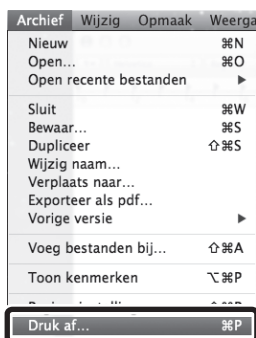 Archief Wijzig Opmaak
Nieuw ⌘N
Open... ⌘O
Open recente bestanden ▶
Sluit ⌘W
Bewaar... ⌘S
Dupliceer ⇧⌘S
Wijzig naam...
Verplaats naar...
Exporteer als pdf...
Vorige versie ▶
Voeg bestanden bij... ⇧⌘A
Toon kenmerken ⌥⌘P
Druk af... ⌘P